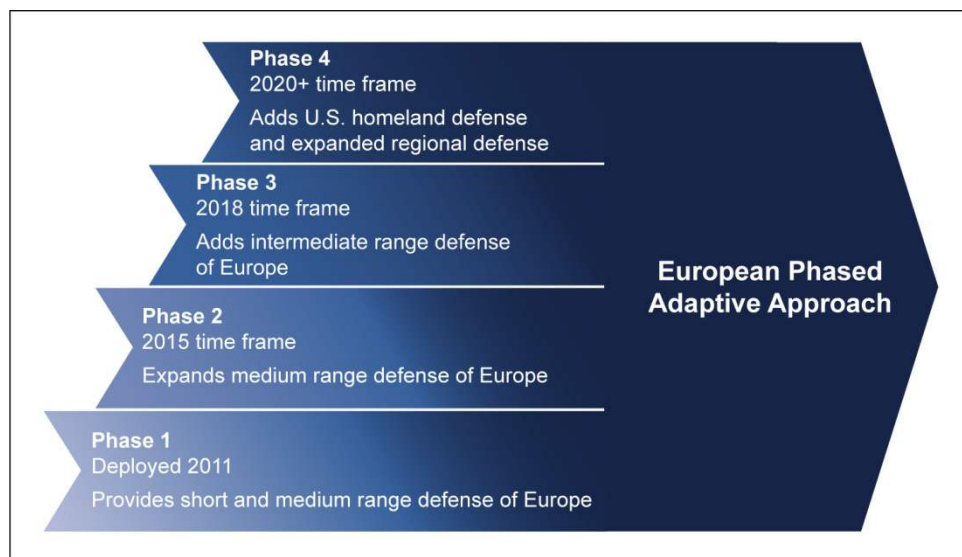 Phase 4
2020+ time frame
Adds U.S. homeland defense
and expanded regional defense
Phase 3
2018 time frame
Adds intermediate range defense
of Europe
Phase 2
2015 time frame
Expands medium range defense of Europe
Phase 1
Deployed 2011
Provides short and medium range defense of Europe
European Phased
Adaptive Approach